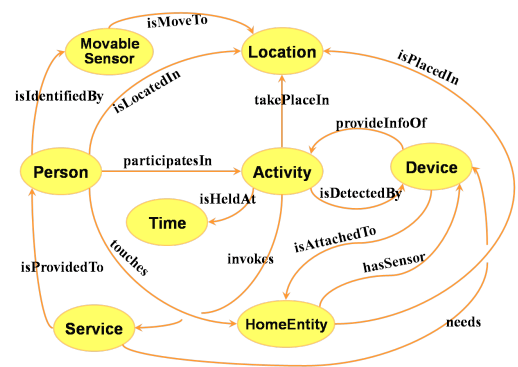 isMoveTo
Movable
Sensor
Location
isPlacedIn
isIdentifiedBy
isLocatedIn
takePlaceIn
provideInfoOf
Person
participatesIn
Activity
Device
isDetectedBy
isHeldAt
Time
isAttachedTo
touches
invokes
hasSensor
isProvidedTo
Service
HomeEntity
needs